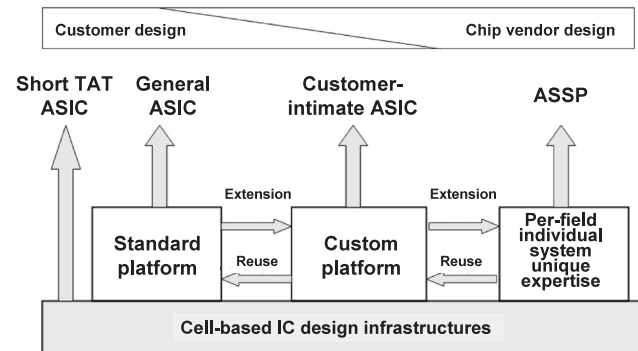 Customer design
Chip vendor design
Short TAT
ASIC
General
ASIC
Customer-
intimate ASIC
ASSP
Extension
Extension
Standard
platform
Reuse
Custom
platform
Reuse
Per-field
individual
system
unique
expertise
Cell-based IC design infrastructures